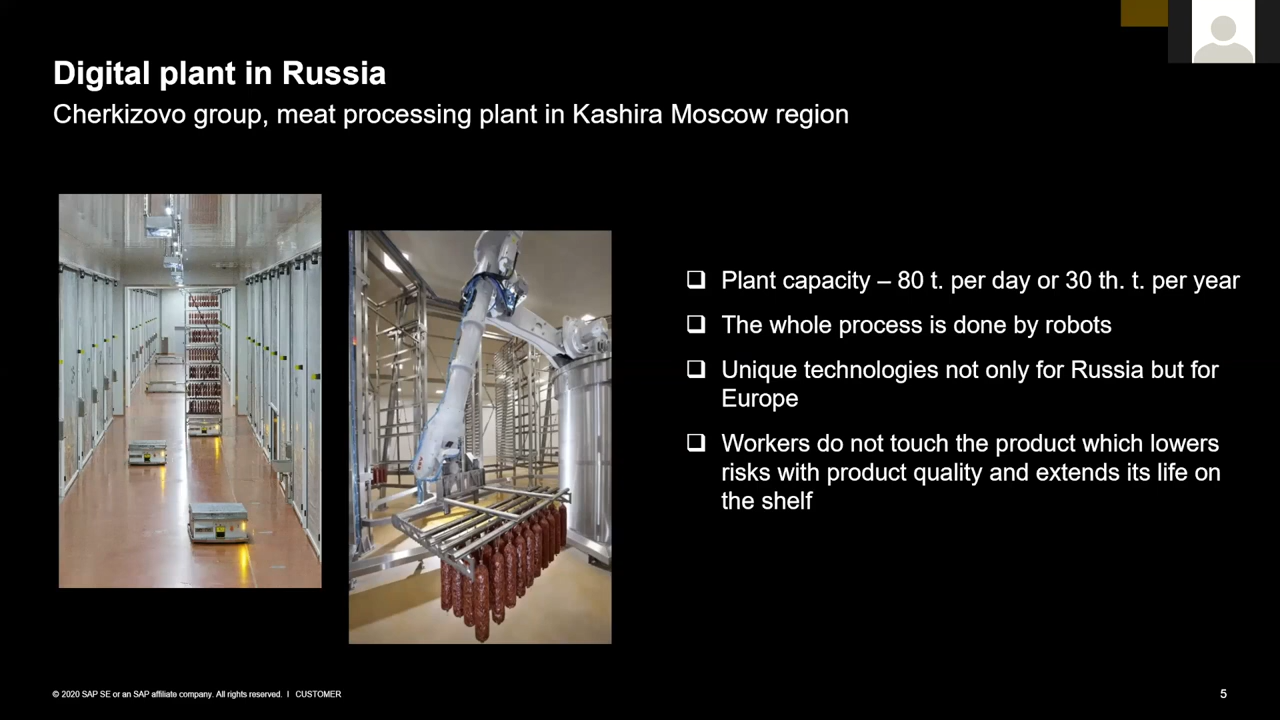 Digital plant in Russia
Cherkizovo group, meat processing plant in Kashira Moscow region
❑ Plant capacity – 80 t. per day or 30 th. t. per year
❑ The whole process is done by robots
❑ Unique technologies not only for Russia but for
Europe
❑ Workers do not touch the product which lowers
risks with product quality and extends its life on
the shelf
© 2020 SAP SE or an SAP affiliate company. All rights reserved. I CUSTOMER
5